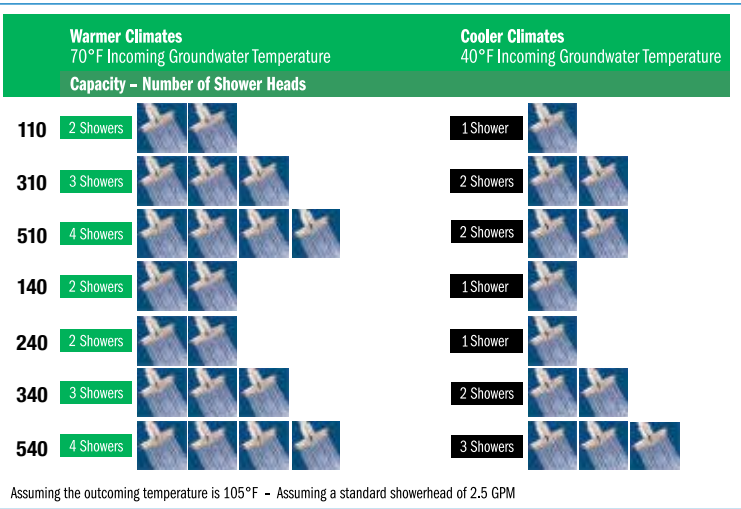 Warmer Climates Cooler Climates
70°F Incoming Groundwater Temperature 40°F Incoming Groundwater Temperature
Capacity – Number of Shower Heads
110 2 Showers 1 Shower
310 3 Showers 2 Showers
510 4 Showers 2 Showers
140 2 Showers 1 Shower
240 2 Showers 1 Shower
340 3 Showers 2 Showers
540 4 Showers 3 Showers
Assuming the outcoming temperature is 105°F – Assuming a standard showerhead of 2.5 GPM